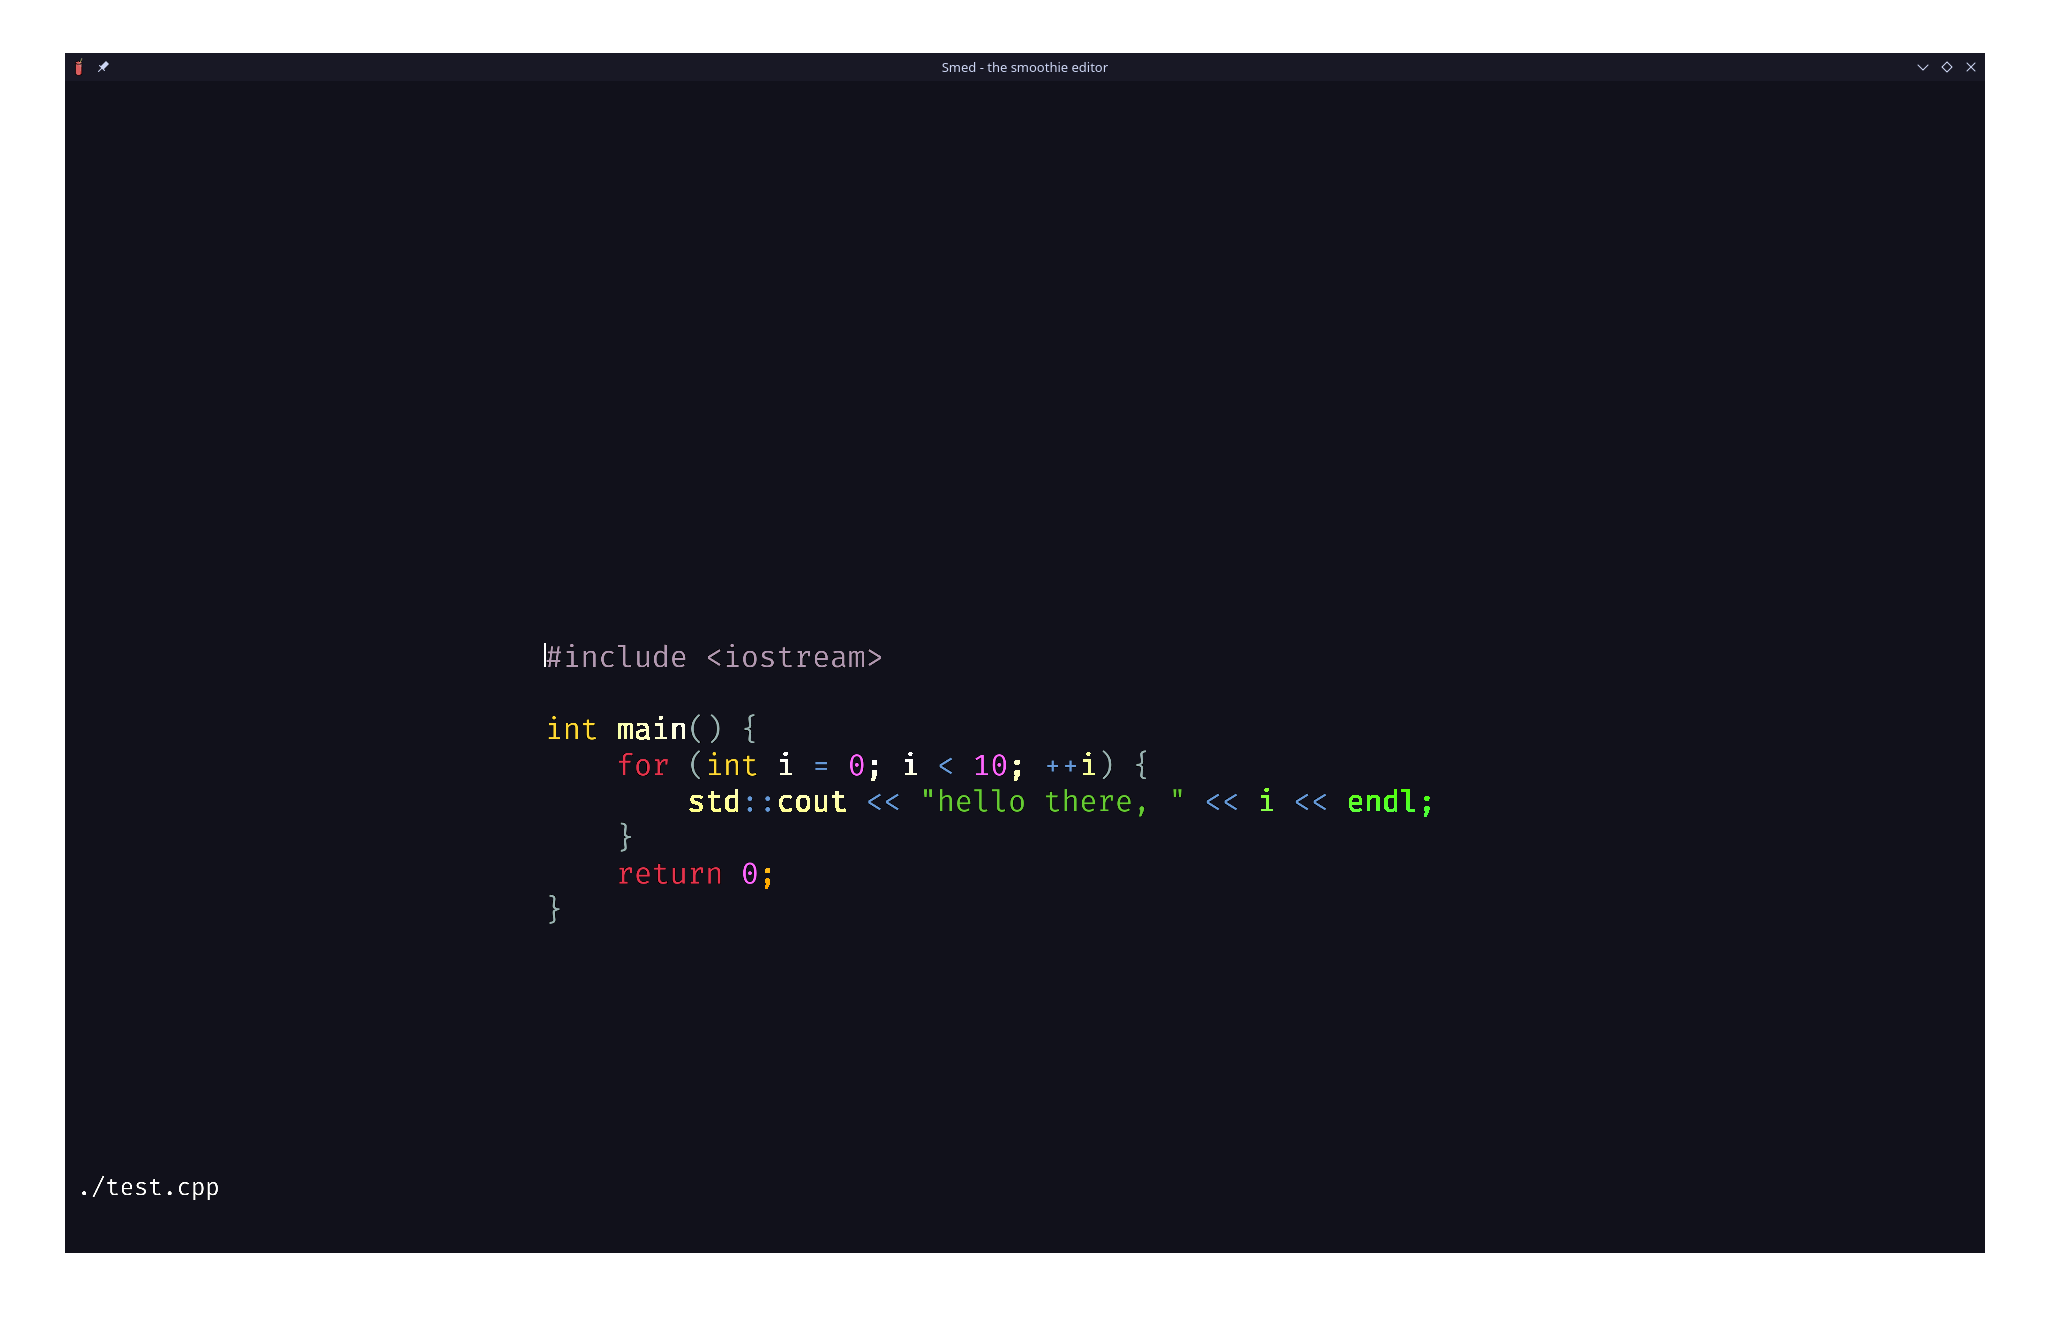 Smed - the smoothie editor
#include <iostream>
int main() {
    for (int i = 0; i < 10; ++i) {
        std::cout << "hello there, " << i << endl;
    }
    return 0;
}
./test.cpp